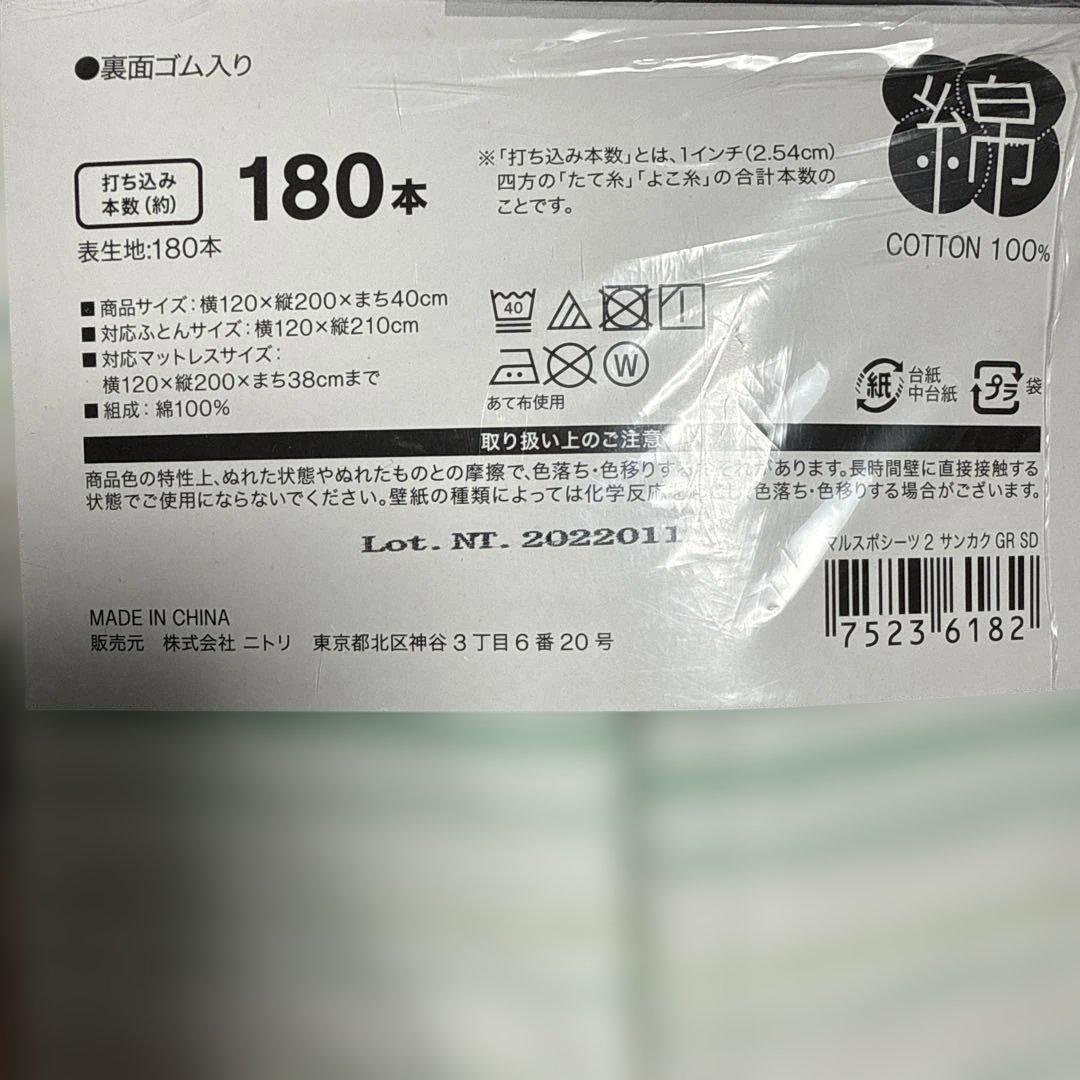 ●裏面ゴム入り
綿
COTTON 100%
打ち込み
本数(約)
180本
表生地:180本
※「打ち込み本数」とは、1インチ(2.54cm)
四方の「たて糸」「よこ糸」の合計本数の
ことです。
■ 商品サイズ:横120×縦200×まち40cm
■ 対応ふとんサイズ:横120×縦210cm
■ 対応マットレスサイズ:
横120×縦200×まち38cmまで
■ 組成:綿100%
40
W
あて布使用
紙 台紙
中台紙
プラ 袋
取り扱い上のご注意
商品色の特性上、ぬれた状態やぬれたものとの摩擦で、色落ち・色移りするおそれがあります。長時間壁に直接接触する
状態でご使用にならないでください。壁紙の種類によっては化学反応 色落ち・色移りする場合がございます。
Lot. NT. 2022011
マルスポシーツ2 サンカク GR SD
7523 6182
MADE IN CHINA
販売元 株式会社 ニトリ 東京都北区神谷3丁目6番20号